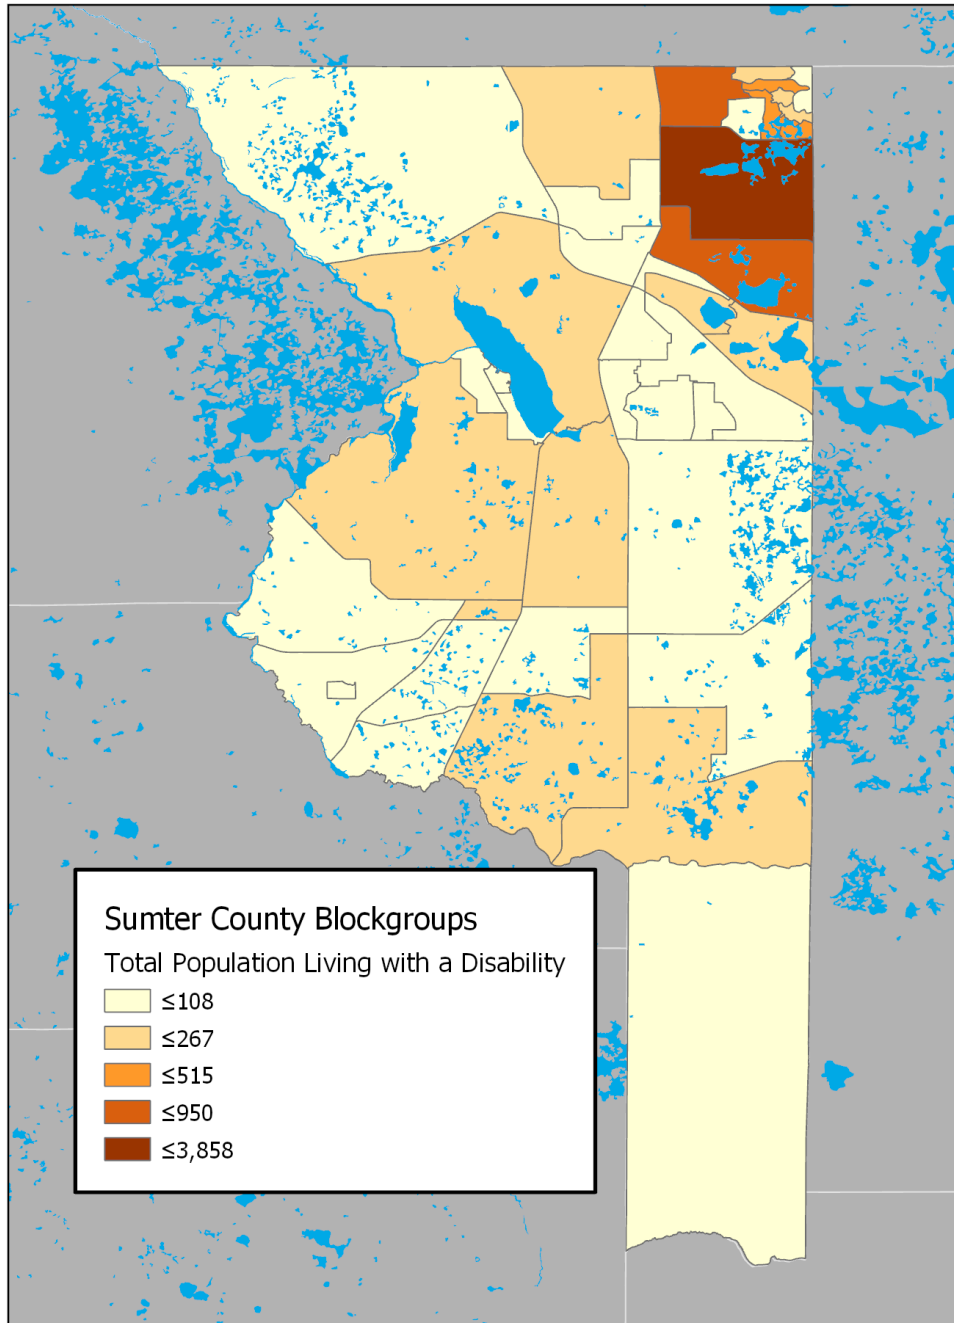 Sumter County Blockgroups
Total Population Living with a Disability
≤108
≤267
≤515
≤950
≤3,858